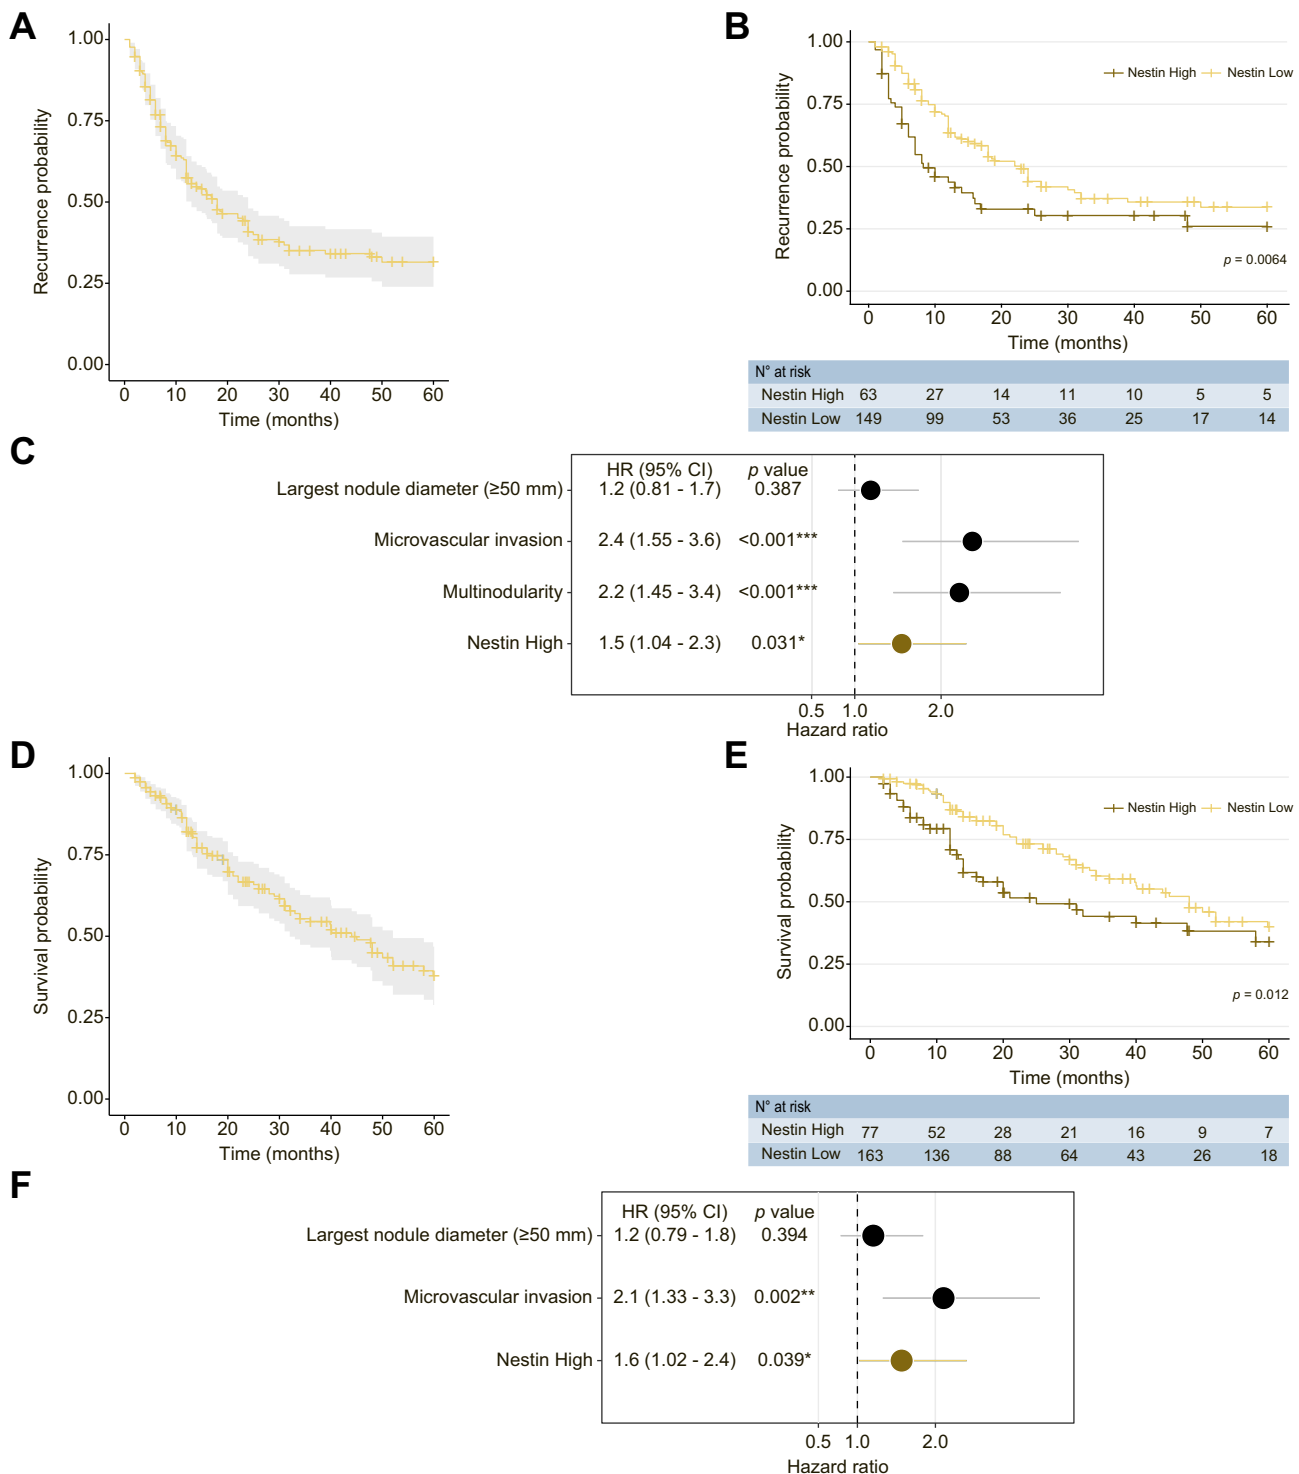 A
1.00
0.75
0.50
0.25
0.00
Recurrence probability
0 10 20 30 40 50 60
Time (months)
B
1.00
0.75
0.50
0.25
0.00
Recurrence probability
Nestin High Nestin Low
p = 0.0064
0 10 20 30 40 50 60
Time (months)
N° at risk
Nestin High 63 27 14 11 10 5 5
Nestin Low 149 99 53 36 25 17 14
C
HR (95% CI) p value
Largest nodule diameter (≥50 mm) 1.2 (0.81 - 1.7) 0.387
Microvascular invasion 2.4 (1.55 - 3.6) <0.001***
Multinodularity 2.2 (1.45 - 3.4) <0.001***
Nestin High 1.5 (1.04 - 2.3) 0.031*
0.5 1.0 2.0
Hazard ratio
D
1.00
0.75
0.50
0.25
0.00
Survival probability
0 10 20 30 40 50 60
Time (months)
E
1.00
0.75
0.50
0.25
0.00
Survival probability
Nestin High Nestin Low
p = 0.012
0 10 20 30 40 50 60
Time (months)
N° at risk
Nestin High 77 52 28 21 16 9 7
Nestin Low 163 136 88 64 43 26 18
F
HR (95% CI) p value
Largest nodule diameter (≥50 mm) 1.2 (0.79 - 1.8) 0.394
Microvascular invasion 2.1 (1.33 - 3.3) 0.002**
Nestin High 1.6 (1.02 - 2.4) 0.039*
0.5 1.0 2.0
Hazard ratio